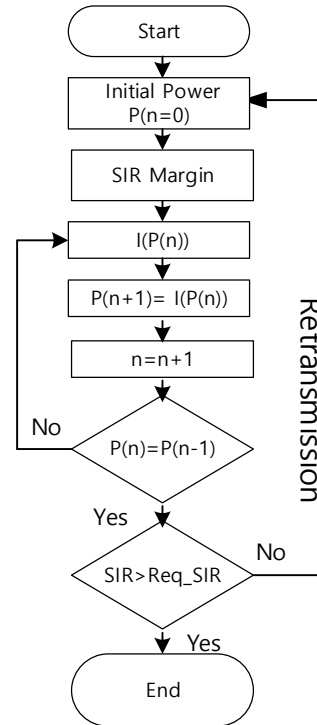 Start
Initial Power
P(n=0)
SIR Margin
I(P(n))
P(n+1)= I(P(n))
n=n+1
No
P(n)=P(n-1)
Yes
Retransmission
No
SIR>Req_SIR
Yes
End